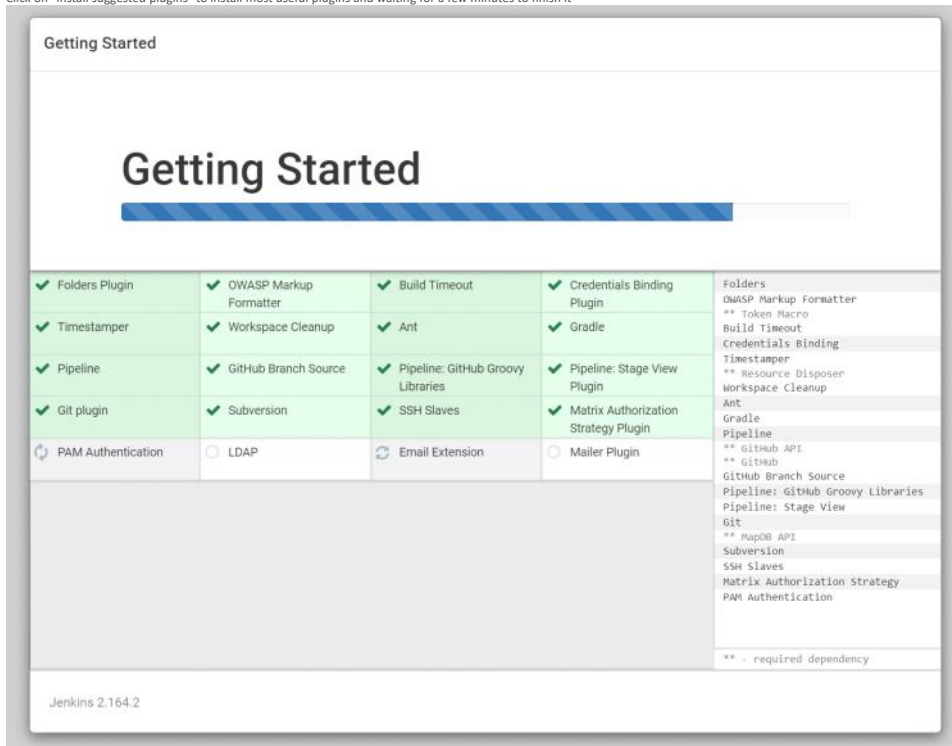 Click on "Install suggested plugins" to install most useful plugins and waiting for a few minutes to finish it
Getting Started
Getting Started
Folders Plugin
OWASP Markup
Formatter
Build Timeout
Credentials Binding
Plugin
Timestamper
Workspace Cleanup
Ant
Gradle
Pipeline
GitHub Branch Source
Pipeline: GitHub Groovy
Libraries
Pipeline: Stage View
Plugin
Git plugin
Subversion
SSH Slaves
Matrix Authorization
Strategy Plugin
PAM Authentication
LDAP
Email Extension
Mailer Plugin
Folders
OWASP Markup Formatter
** Token Macro
Build Timeout
Credentials Binding
Timestamper
** Resource Disposer
Workspace Cleanup
Ant
Gradle
Pipeline
** GitHub API
** GitHub
GitHub Branch Source
Pipeline: GitHub Groovy Libraries
Pipeline: Stage View
Git
** MapDB API
Subversion
SSH Slaves
Matrix Authorization Strategy
PAM Authentication
** - required dependency
Jenkins 2.164.2